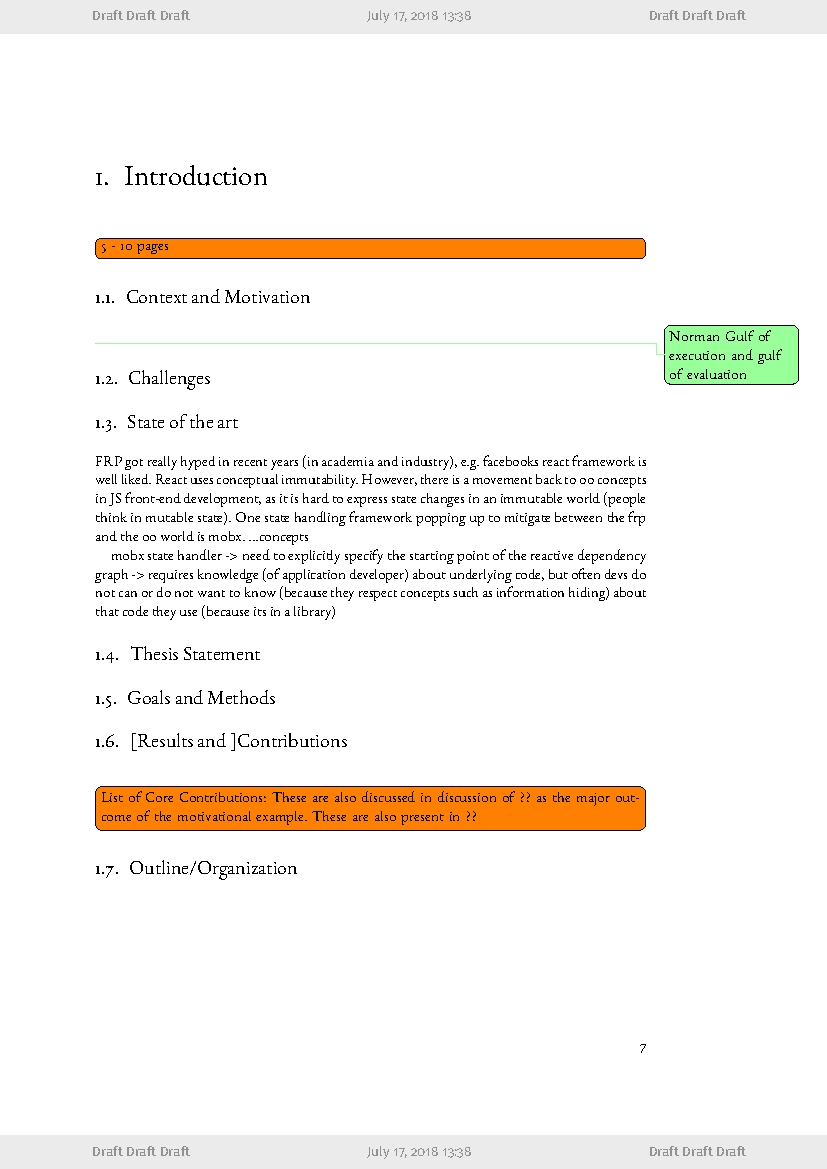 Draft Draft Draft July 17, 2018 13:38 Draft Draft Draft
1. Introduction
5 - 10 pages
1.1. Context and Motivation
Norman Gulf of
execution and gulf
of evaluation
1.2. Challenges
1.3. State of the art
FRP got really hyped in recent years (in academia and industry), e.g. facebooks react framework is
well liked. React uses conceptual immutability. However, there is a movement back to oo concepts
in JS front-end development, as it is hard to express state changes in an immutable world (people
think in mutable state). One state handling framework popping up to mitigate between the frp
and the oo world is mobx. ...concepts
mobx state handler -> need to explicitly specify the starting point of the reactive dependency
graph -> requires knowledge (of application developer) about underlying code, but often devs do
not can or do not want to know (because they respect concepts such as information hiding) about
that code they use (because its in a library)
1.4. Thesis Statement
1.5. Goals and Methods
1.6. [Results and ]Contributions
List of Core Contributions: These are also discussed in discussion of ?? as the major out-
come of the motivational example. These are also present in ??
1.7. Outline/Organization
7
Draft Draft Draft July 17, 2018 13:38 Draft Draft Draft